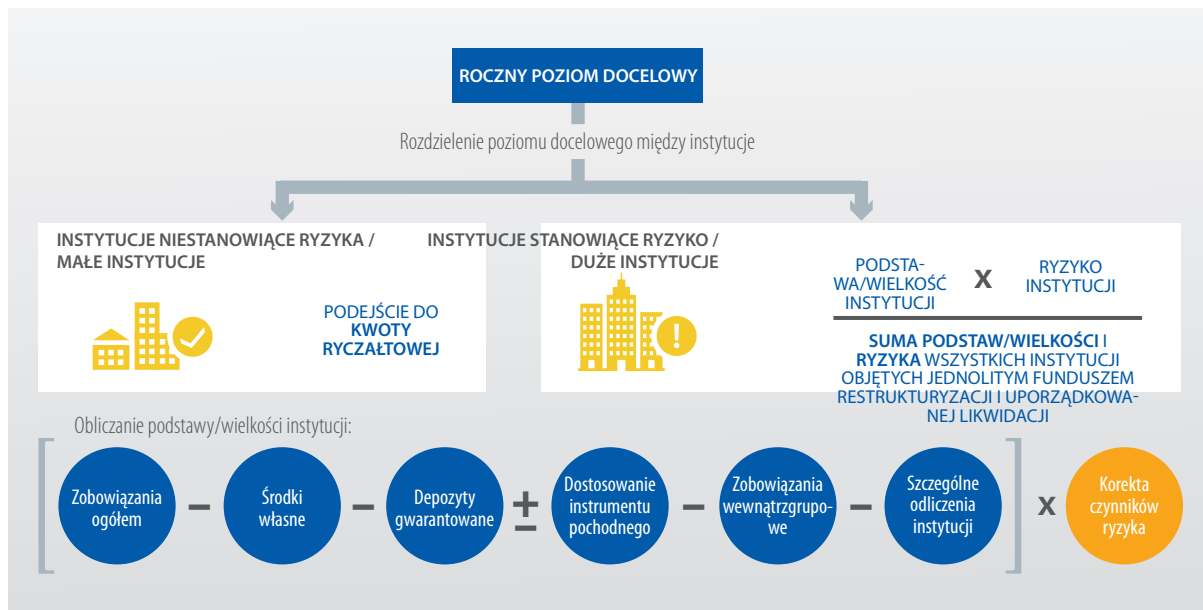 ROCZNY POZIOM DOCELOWY
Rozdzielenie poziomu docelowego między instytucje
INSTYTUCJE NIESTANOWIĄCE RYZYKA /
MAŁE INSTYTUCJE
PODEJŚCIE DO
KWOTY
RYCZAŁTOWEJ
INSTYTUCJE STANOWIĄCE RYZYKO /
DUŻE INSTYTUCJE
PODSTA-
WA/WIELKOŚĆ
INSTYTUCJI
X
RYZYKO
INSTYTUCJI
SUMA PODSTAW/WIELKOŚCI I
RYZYKA WSZYSTKICH INSTYTUCJI
OBJĘTYCH JEDNOLITYM FUNDUSZEM
RESTRUKTURYZACJI I UPORZĄDKOWA-
NEJ LIKWIDACJI
Obliczanie podstawy/wielkości instytucji:
Zobowiązania
ogółem
–
Środki
własne
–
Depozyty
gwarantowane
±
Dostosowanie
instrumentu
pochodnego
–
Zobowiązania
wewnątrzgrupo-
we
–
Szczególne
odliczenia
instytucji
x
Korekta
czynników
ryzyka